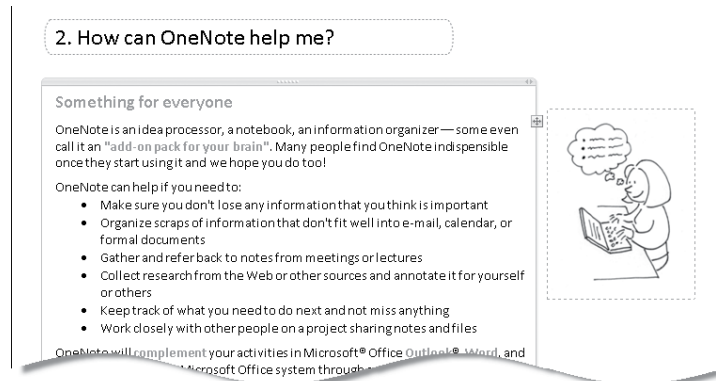 2. How can OneNote help me?
Something for everyone
OneNote is an idea processor, a notebook, an information organizer — some even
call it an "add-on pack for your brain". Many people find OneNote indispensible
once they start using it and we hope you do too!
OneNote can help if you need to:
• Make sure you don't lose any information that you think is important
• Organize scraps of information that don't fit well into e-mail, calendar, or
formal documents
• Gather and refer back to notes from meetings or lectures
• Collect research from the Web or other sources and annotate it for yourself
or others
• Keep track of what you need to do next and not miss anything
• Work closely with other people on a project sharing notes and files
OneNote will complement your activities in Microsoft® Office Outlook®, Word, and
Microsoft Office system through